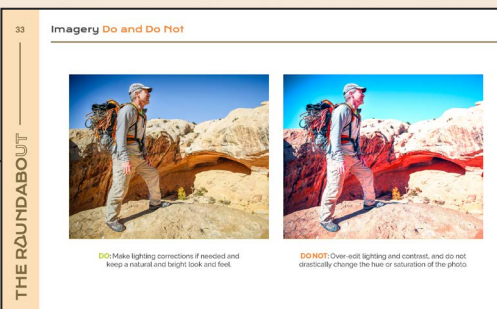 33
Imagery Do and Do Not
THE ROUNDABOUT
DO: Make lighting corrections if needed and
keep a natural and bright look and feel.
DO NOT: Over-edit lighting and contrast, and do not
drastically change the hue or saturation of the photo.